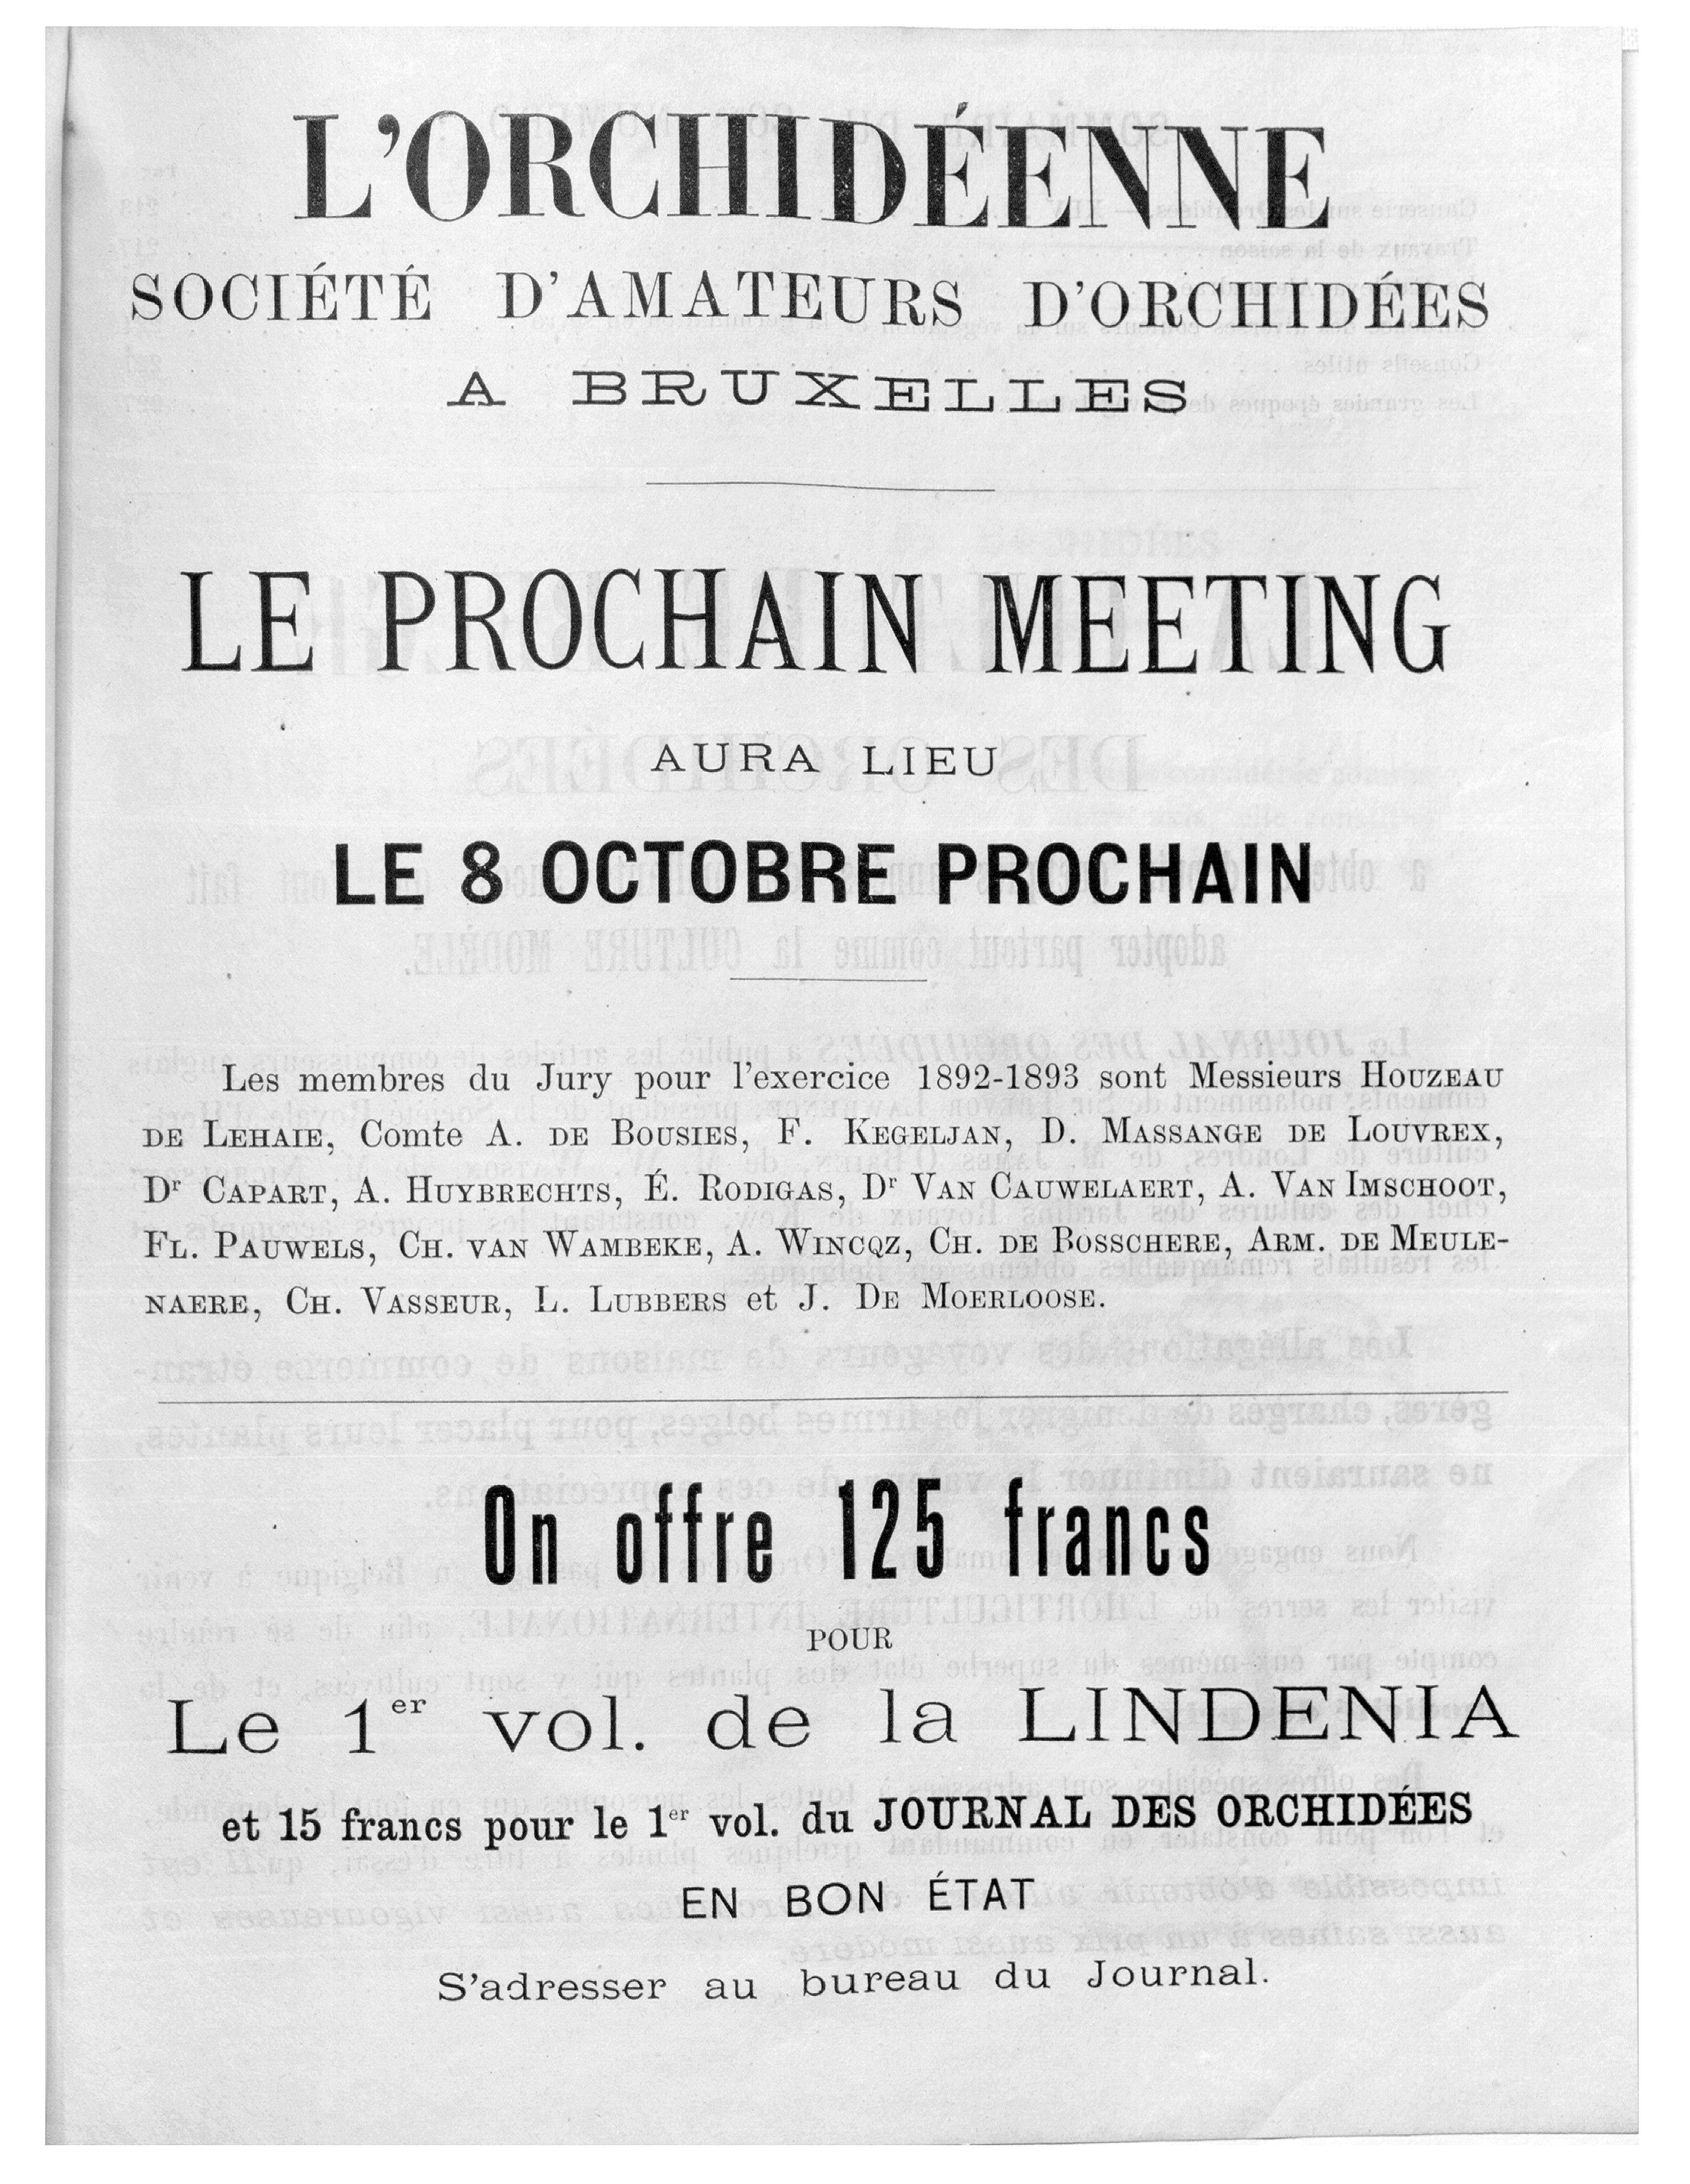 L'ORCHIDÉENNE
SOCIÉTÉ D'AMATEURS D'ORCHIDÉES
A BRUXELLES
LE PROCHAIN MEETING
AURA LIEU
LE 8 OCTOBRE PROCHAIN
Les membres du Jury pour l'exercice 1892-1893 sont Messieurs HOUZEAU
DE LEHAIE, Comte A. DE BOUSIES, F. KEGELJAN, D. MASSANGE DE LOUVREX,
Dr CAPART, A. HUYBRECHTS, É. RODIGAS, Dr VAN CAUWELAERT, A. VAN IMSCHOOT,
FL. PAUWELS, CH. VAN WAMBEKE, A. WINCQZ, CH. DE BOSSCHERE, ARM. DE MEULE-
NAERE, CH. VASSEUR, L. LUBBERS et J. DE MOERLOOSE.
On offre 125 francs
POUR
Le 1er vol. de la LINDENIA
et 15 francs pour le 1er vol. du JOURNAL DES ORCHIDÉES
EN BON ÉTAT
S'adresser au bureau du Journal.